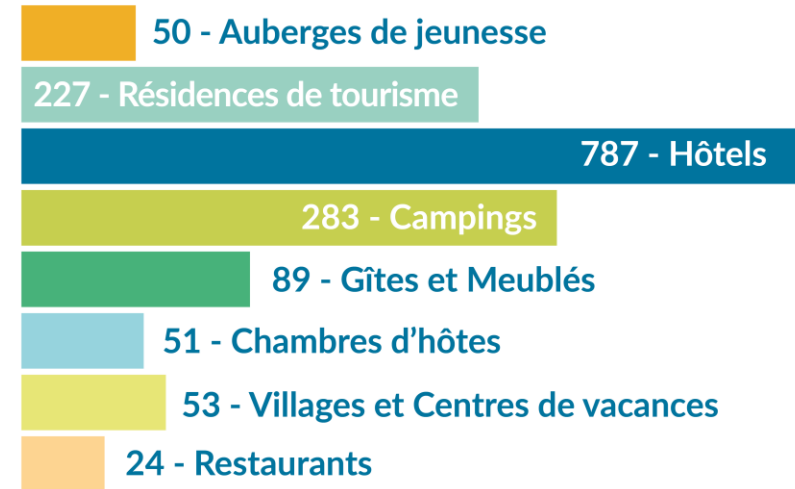 50 - Auberges de jeunesse
227 - Résidences de tourisme
787 - Hôtels
283 - Campings
89 - Gîtes et Meublés
51 - Chambres d’hôtes
53 - Villages et Centres de vacances
24 - Restaurants